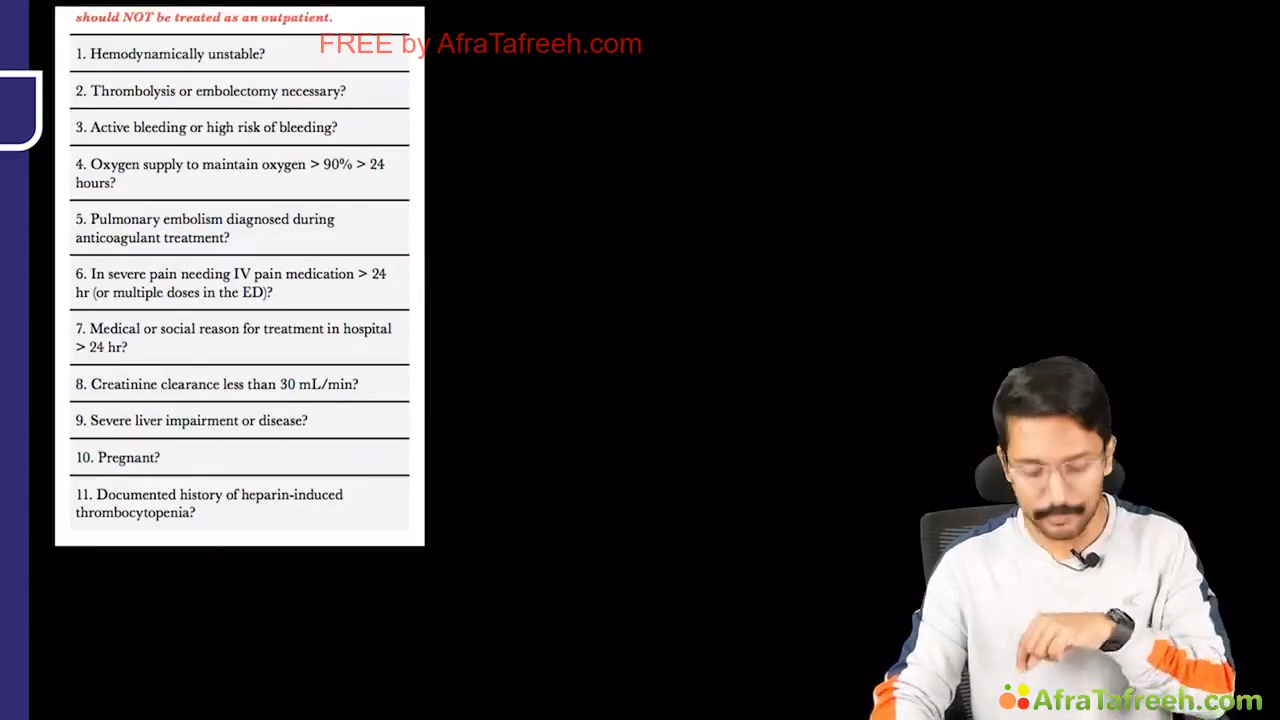 should NOT be treated as an outpatient.
FREE by AfraTafreeh.com
1. Hemodynamically unstable?
2. Thrombolysis or embolectomy necessary?
3. Active bleeding or high risk of bleeding?
4. Oxygen supply to maintain oxygen > 90% > 24
hours?
5. Pulmonary embolism diagnosed during
anticoagulant treatment?
6. In severe pain needing IV pain medication > 24
hr (or multiple doses in the ED)?
7. Medical or social reason for treatment in hospital
> 24 hr?
8. Creatinine clearance less than 30 mL/min?
9. Severe liver impairment or disease?
10. Pregnant?
11. Documented history of heparin-induced
thrombocytopenia?
AfraTafreeh.com